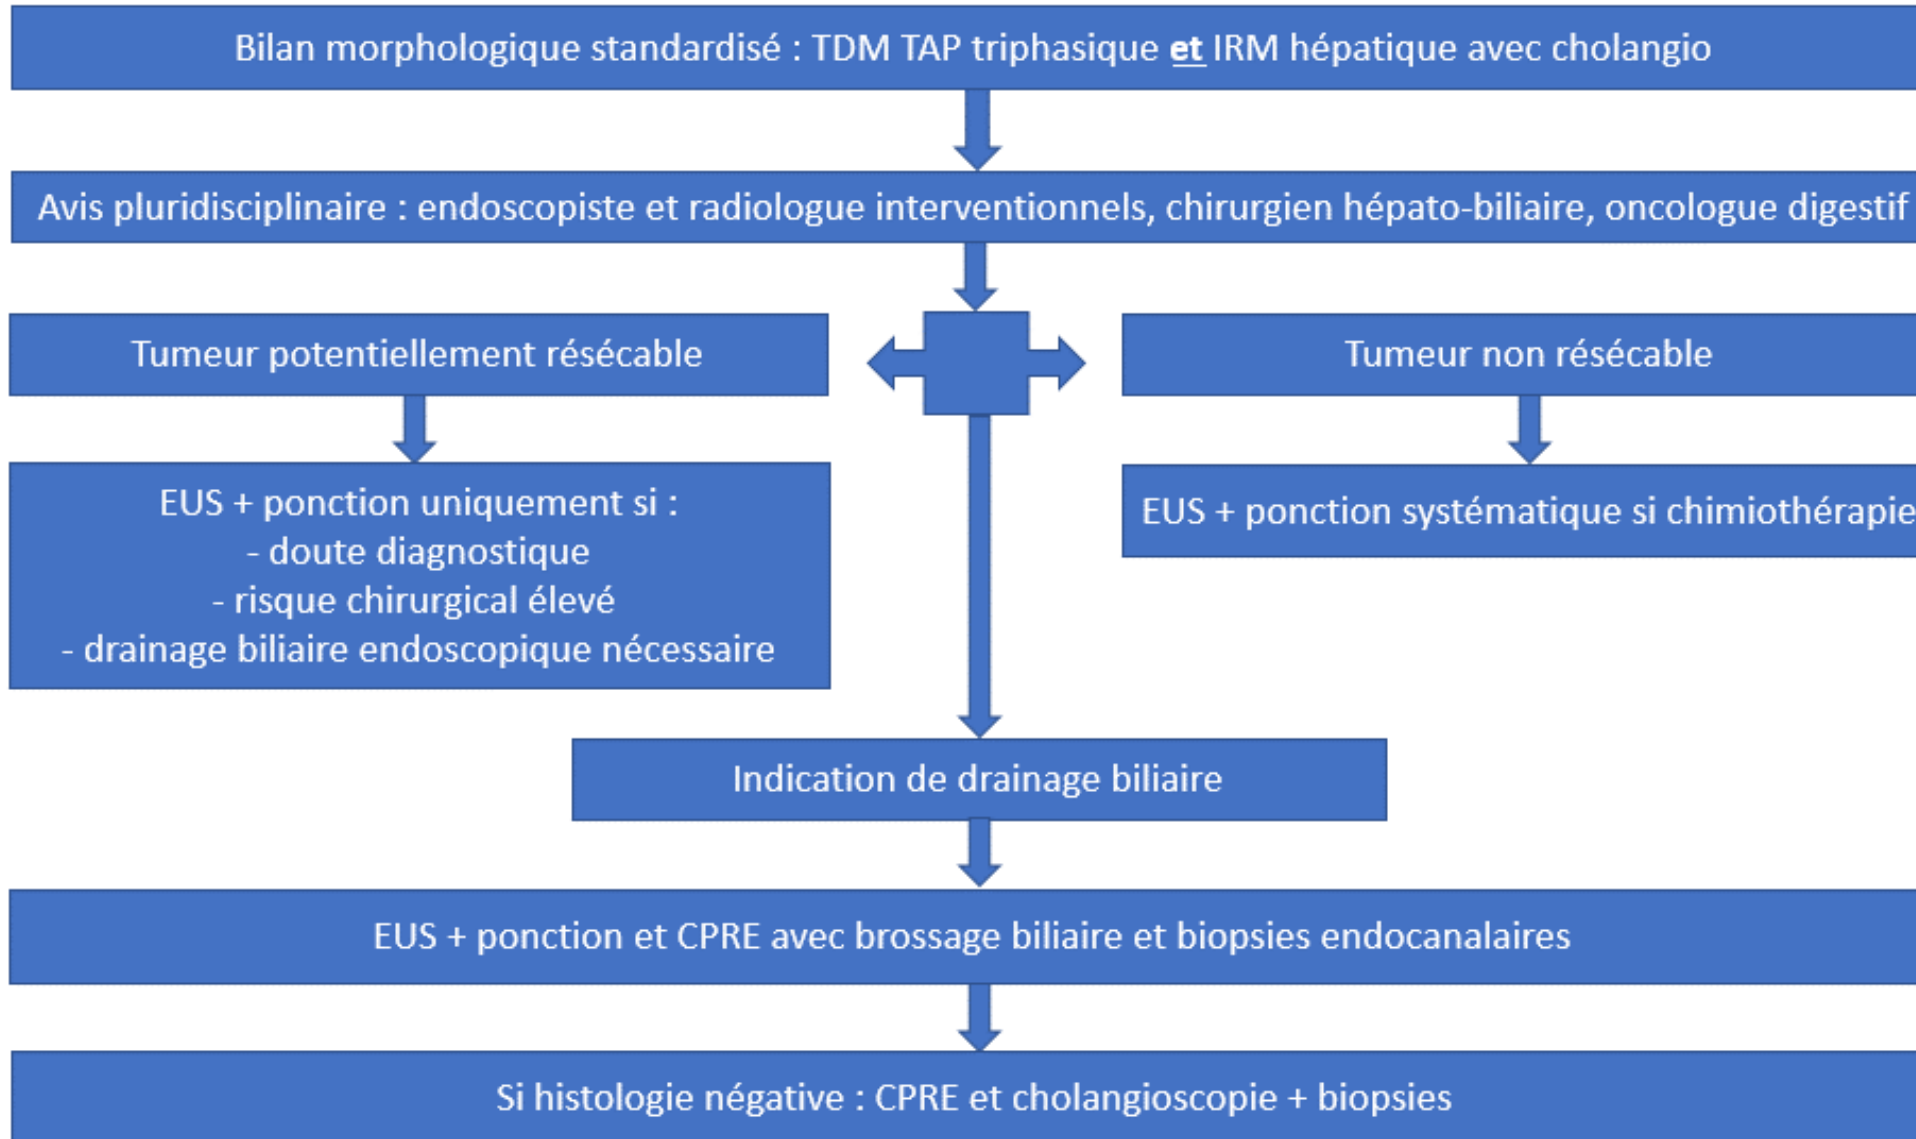 Bilan morphologique standardisé : TDM TAP triphasique et IRM hépatique avec cholangio
Avis pluridisciplinaire : endoscopiste et radiologue interventionnels, chirurgien hépato-biliaire, oncologue digestif
Tumeur potentiellement résécable
Tumeur non résécable
EUS + ponction uniquement si :
- doute diagnostique
- risque chirurgical élevé
- drainage biliaire endoscopique nécessaire
EUS + ponction systématique si chimiothérapie
Indication de drainage biliaire
EUS + ponction et CPRE avec brossage biliaire et biopsies endocanalaires
Si histologie négative : CPRE et cholangioscopie + biopsies